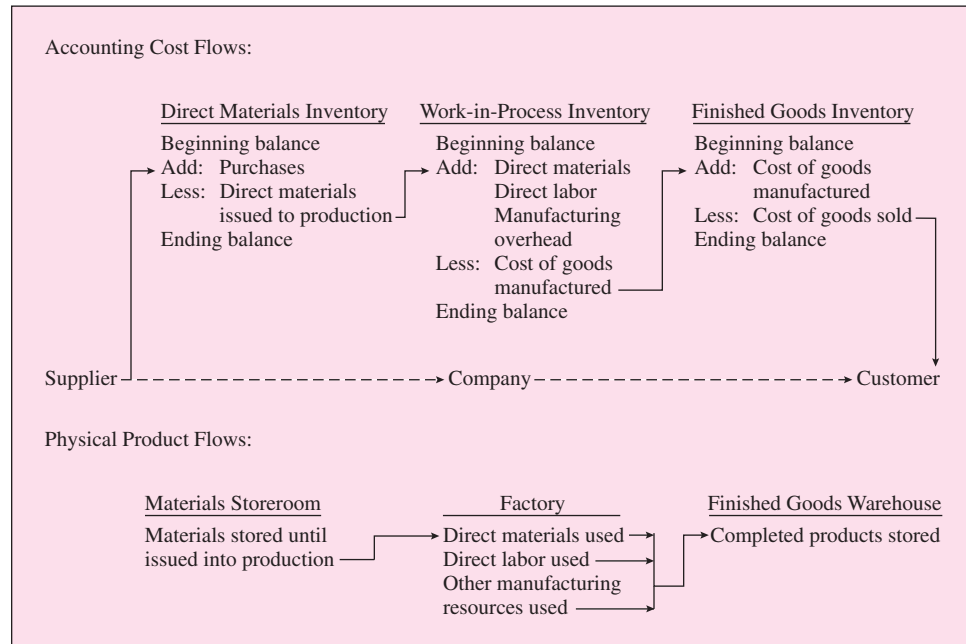 Accounting Cost Flows:
Direct Materials Inventory
Beginning balance
Add: Purchases
Less: Direct materials
issued to production
Ending balance
Work-in-Process Inventory
Beginning balance
Add: Direct materials
Direct labor
Manufacturing
overhead
Less: Cost of goods
manufactured
Ending balance
Finished Goods Inventory
Beginning balance
Add: Cost of goods
manufactured
Less: Cost of goods sold
Ending balance
Supplier
Company
Customer
Physical Product Flows:
Materials Storeroom
Materials stored until
issued into production
Factory
Direct materials used
Direct labor used
Other manufacturing
resources used
Finished Goods Warehouse
Completed products stored